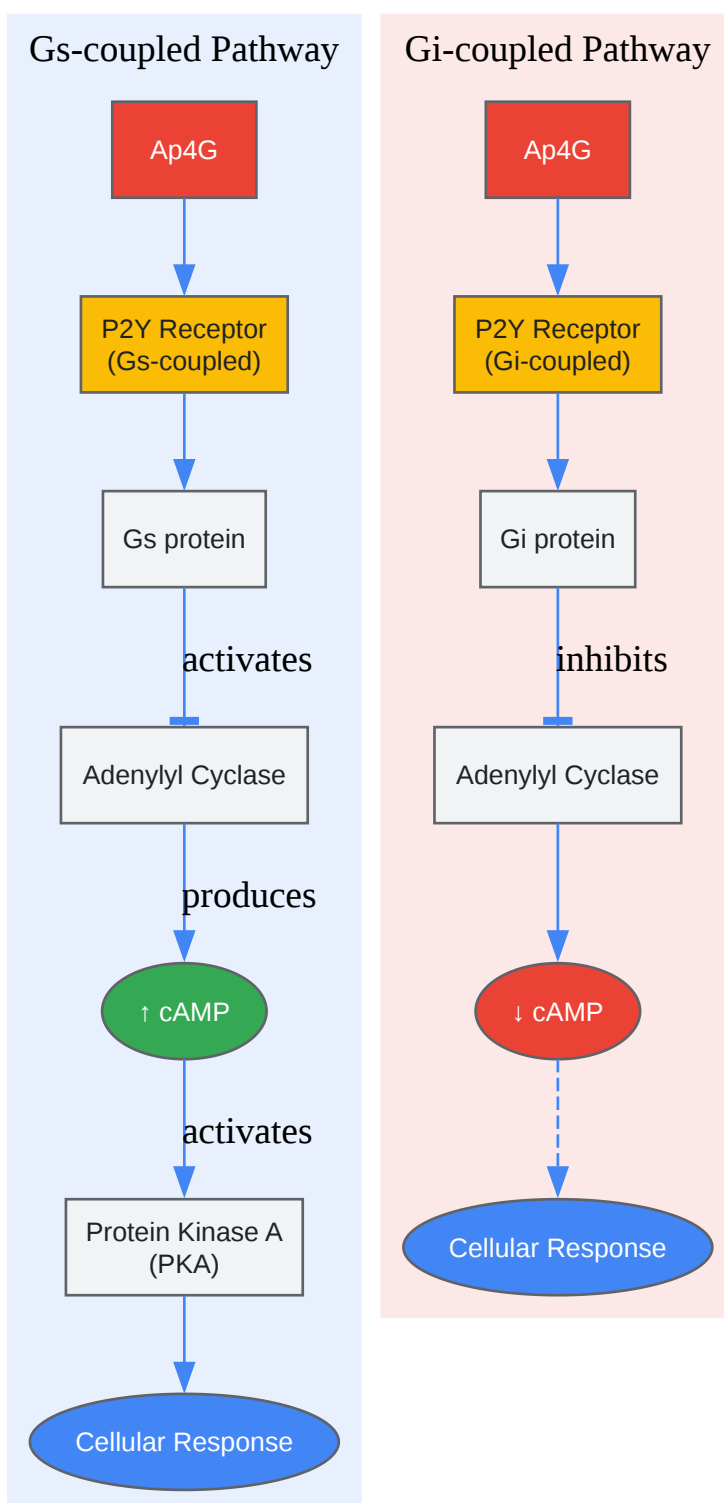 Gs-coupled Pathway
Ap4G
P2Y Receptor
(Gs-coupled)
Gs protein
activates
Adenylyl Cyclase
produces
↑ cAMP
activates
Protein Kinase A
(PKA)
Cellular Response
Gi-coupled Pathway
Ap4G
P2Y Receptor
(Gi-coupled)
Gi protein
inhibits
Adenylyl Cyclase
↓ cAMP
Cellular Response